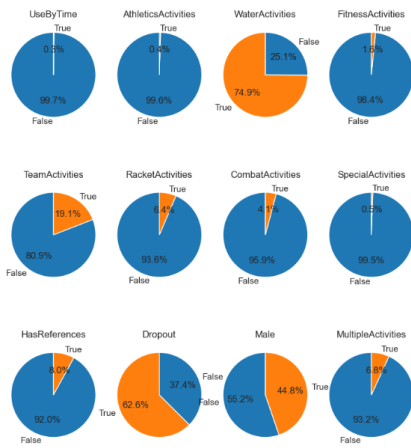 UseByTime
True
0.3%
99.7%
False
AthleticsActivities
True
0.4%
99.6%
False
WaterActivities
False
25.1%
74.9%
True
FitnessActivities
True
1.6%
98.4%
False
TeamActivities
True
19.1%
80.9%
False
RacketActivities
True
6.4%
93.6%
False
CombatActivities
True
4.1%
95.9%
False
SpecialActivities
True
0.5%
99.5%
False
HasReferences
True
8.0%
92.0%
False
Dropout
False
37.4%
62.6%
True
Male
True
44.8%
55.2%
False
MultipleActivities
True
6.8%
93.2%
False